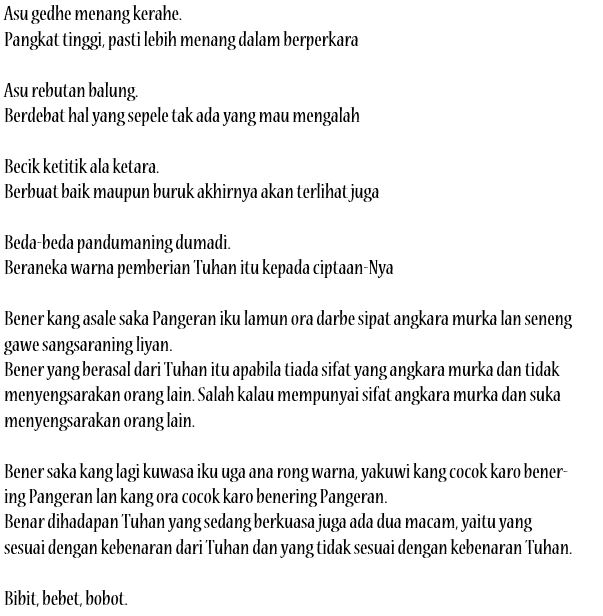 Asu gedhe menang kerahe.
Pangkat tinggi, pasti lebih menang dalam berperkara
Asu rebutan balung.
Berdebat hal yang sepele tak ada yang mau mengalah
Becik ketitik ala ketara.
Berbuat baik maupun buruk akhirnya akan terlihat juga
Beda-beda pandumaning dumadi.
Beraneka warna pemberian Tuhan itu kepada ciptaan-Nya
Bener kang asale saka Pangeran iku lamun ora darbe sipat angkara murka lan seneng
gawe sangsaraning liyan.
Bener yang berasal dari Tuhan itu apabila tiada sifat yang angkara murka dan tidak
menyengsarakan orang lain. Salah kalau mempunyai sifat angkara murka dan suka
menyengsarakan orang lain.
Bener saka kang lagi kuwasa iku uga ana rong warna, yakuwi kang cocok karo bener-
ing Pangeran lan kang ora cocok karo benering Pangeran.
Benar dihadapan Tuhan yang sedang berkuasa juga ada dua macam, yaitu yang
sesuai dengan kebenaran dari Tuhan dan yang tidak sesuai dengan kebenaran Tuhan.
Bibit, bebet, bobot.